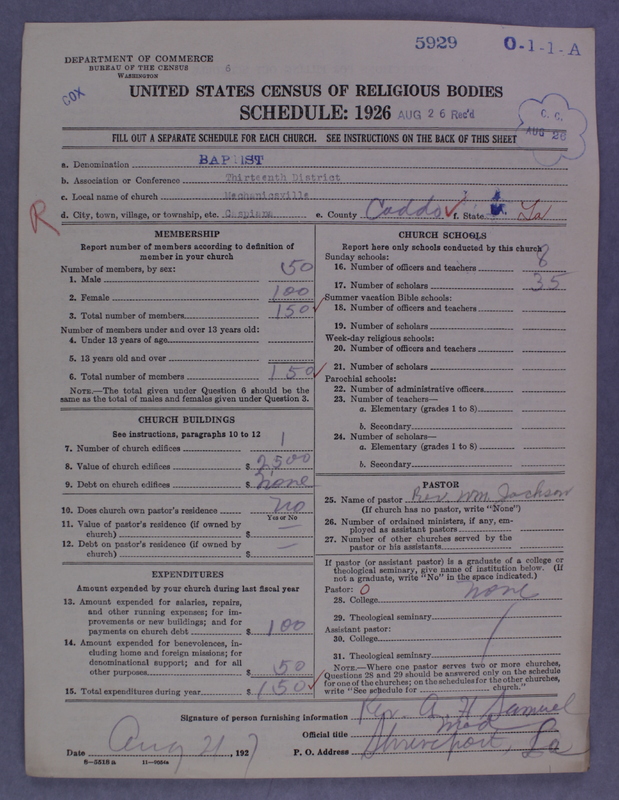 5929 O-1-1-A
DEPARTMENT OF COMMERCE
BUREAU OF THE CENSUS
WASHINGTON
6
COX
UNITED STATES CENSUS OF RELIGIOUS BODIES
SCHEDULE: 1926 AUG 26 Rec'd
C. C.
AUG 26
FILL OUT A SEPARATE SCHEDULE FOR EACH CHURCH. SEE INSTRUCTIONS ON THE BACK OF THIS SHEET
a. Denomination BAPTIST
b. Association or Conference Thirteenth District
c. Local name of church Mechanicsville
d. City, town, village, or township, etc. Caspiana e. County Caddo f. State La
R
MEMBERSHIP
Report number of members according to definition of
member in your church
Number of members, by sex:
1. Male 50
2. Female 100
3. Total number of members 150
Number of members under and over 13 years old:
4. Under 13 years of age
5. 13 years old and over
6. Total number of members 150
NOTE.—The total given under Question 6 should be the
same as the total of males and females given under Question 3.
CHURCH BUILDINGS
See instructions, paragraphs 10 to 12
7. Number of church edifices 1
8. Value of church edifices $ 2,500
9. Debt on church edifices $ none
10. Does church own pastor's residence no
Yes or No
11. Value of pastor's residence (if owned by
church) $ —
12. Debt on pastor's residence (if owned by
church) $ —
EXPENDITURES
Amount expended by your church during last fiscal year
13. Amount expended for salaries, repairs,
and other running expenses; for im-
provements or new buildings; and for
payments on church debt $ 100
14. Amount expended for benevolences, in-
cluding home and foreign missions; for
denominational support; and for all
other purposes $ 50
15. Total expenditures during year $ 150
CHURCH SCHOOLS
Report here only schools conducted by this church
Sunday schools:
16. Number of officers and teachers 8
17. Number of scholars 35
Summer vacation Bible schools:
18. Number of officers and teachers
19. Number of scholars
Week-day religious schools:
20. Number of officers and teachers
21. Number of scholars
Parochial schools:
22. Number of administrative officers
23. Number of teachers—
a. Elementary (grades 1 to 8)
b. Secondary
24. Number of scholars—
a. Elementary (grades 1 to 8)
b. Secondary
PASTOR
25. Name of pastor Rev. Wm. Jackson
(If church has no pastor, write "None")
26. Number of ordained ministers, if any, em-
ployed as assistant pastors
27. Number of other churches served by the
pastor or his assistants
If pastor (or assistant pastor) is a graduate of a college or
theological seminary, give name of institution below. (If
not a graduate, write "No" in the space indicated.)
Pastor: 0
28. College none
29. Theological seminary
Assistant pastor:
30. College
31. Theological seminary
NOTE.—Where one pastor serves two or more churches,
Questions 28 and 29 should be answered only on the schedule
for one of the churches; on the schedules for the other churches,
write "See schedule for church."
Signature of person furnishing information Rev. A. H. Samuel
Official title Mod
Date Aug 21, 1927 P. O. Address Shreveport, La
8—5518 a 11—9054a